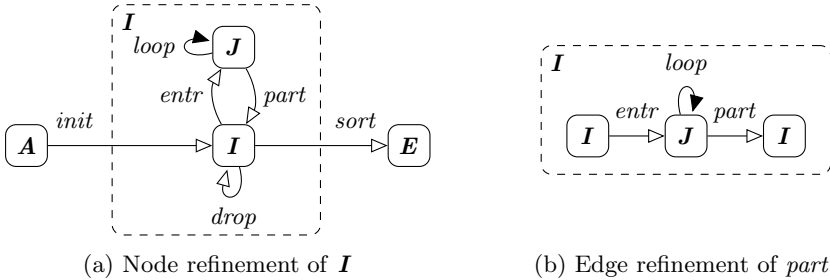 I
J
loop
I
loop
entr
part
init
sort
entr
part
A
I
E
I
J
I
drop
(a) Node refinement of I
(b) Edge refinement of part